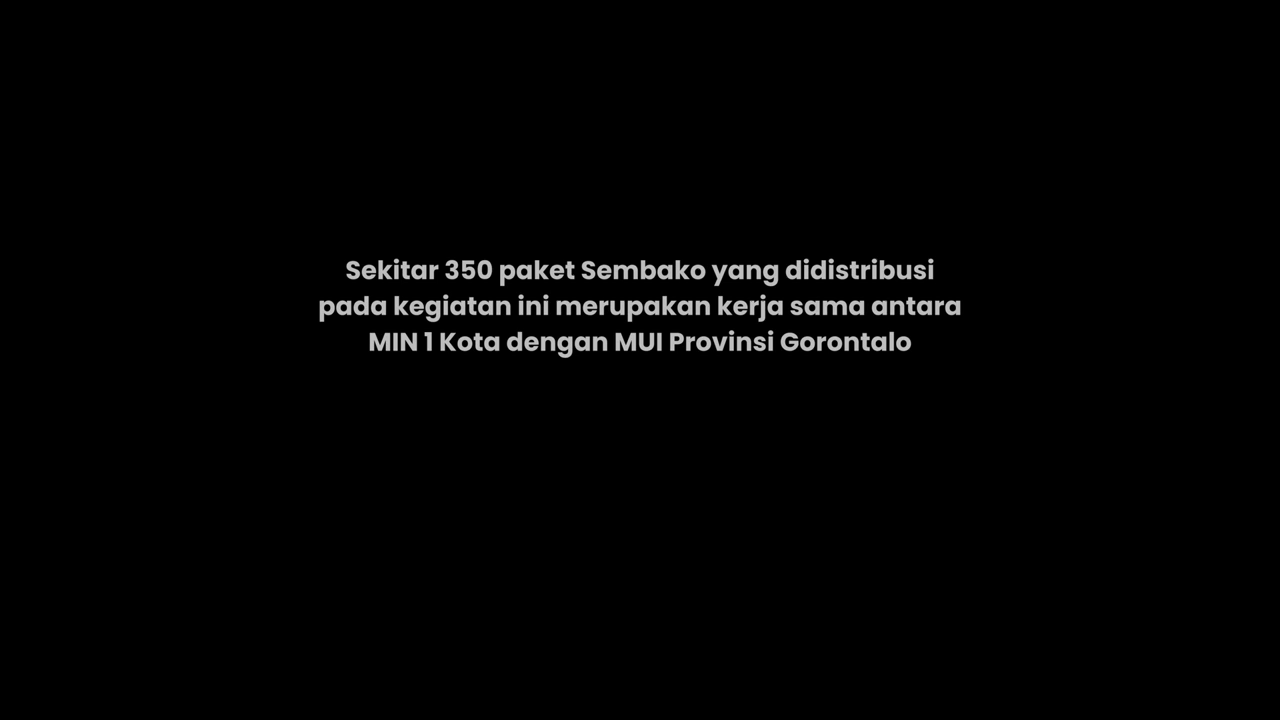 Sekitar 350 paket Sembako yang didistribusi
pada kegiatan ini merupakan kerja sama antara
MIN 1 Kota dengan MUI Provinsi Gorontalo